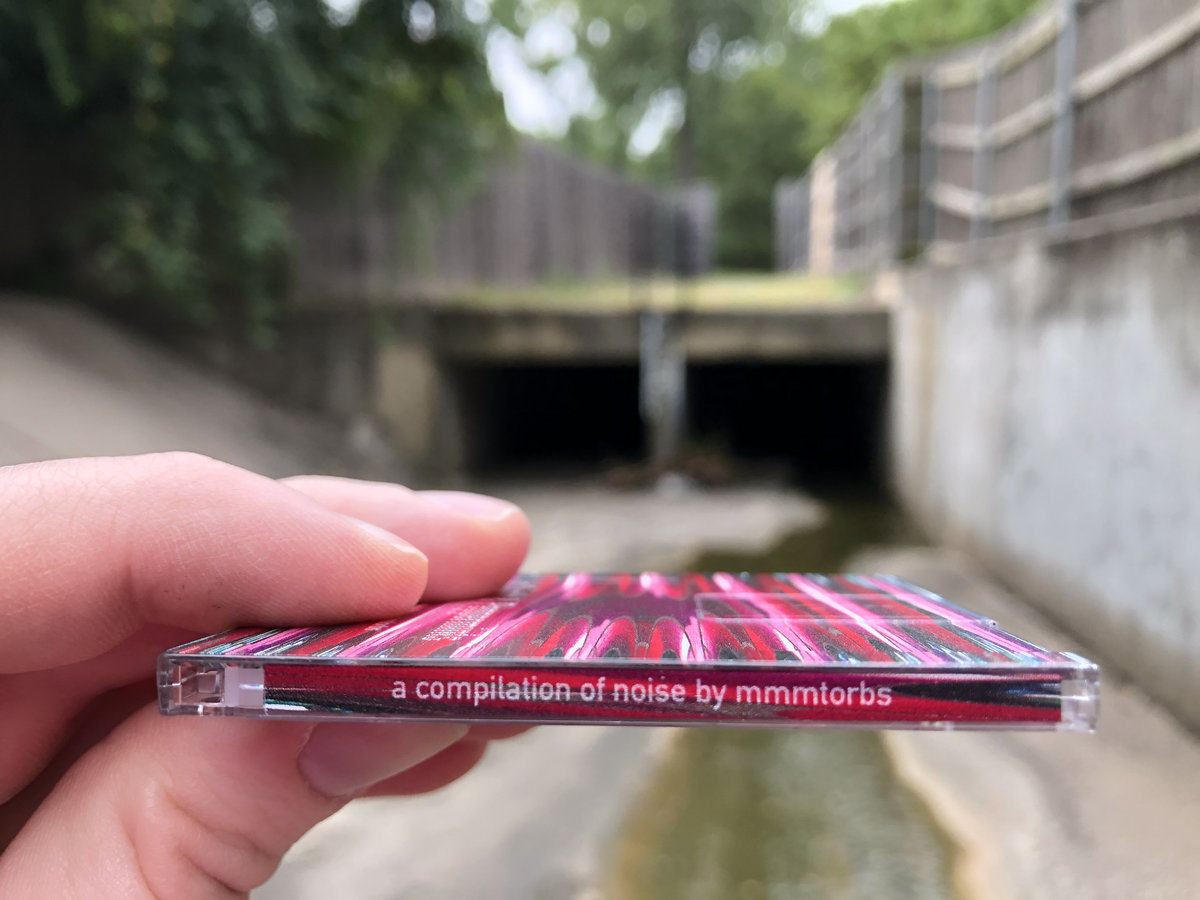 a compilation of noise by mmmtorbs